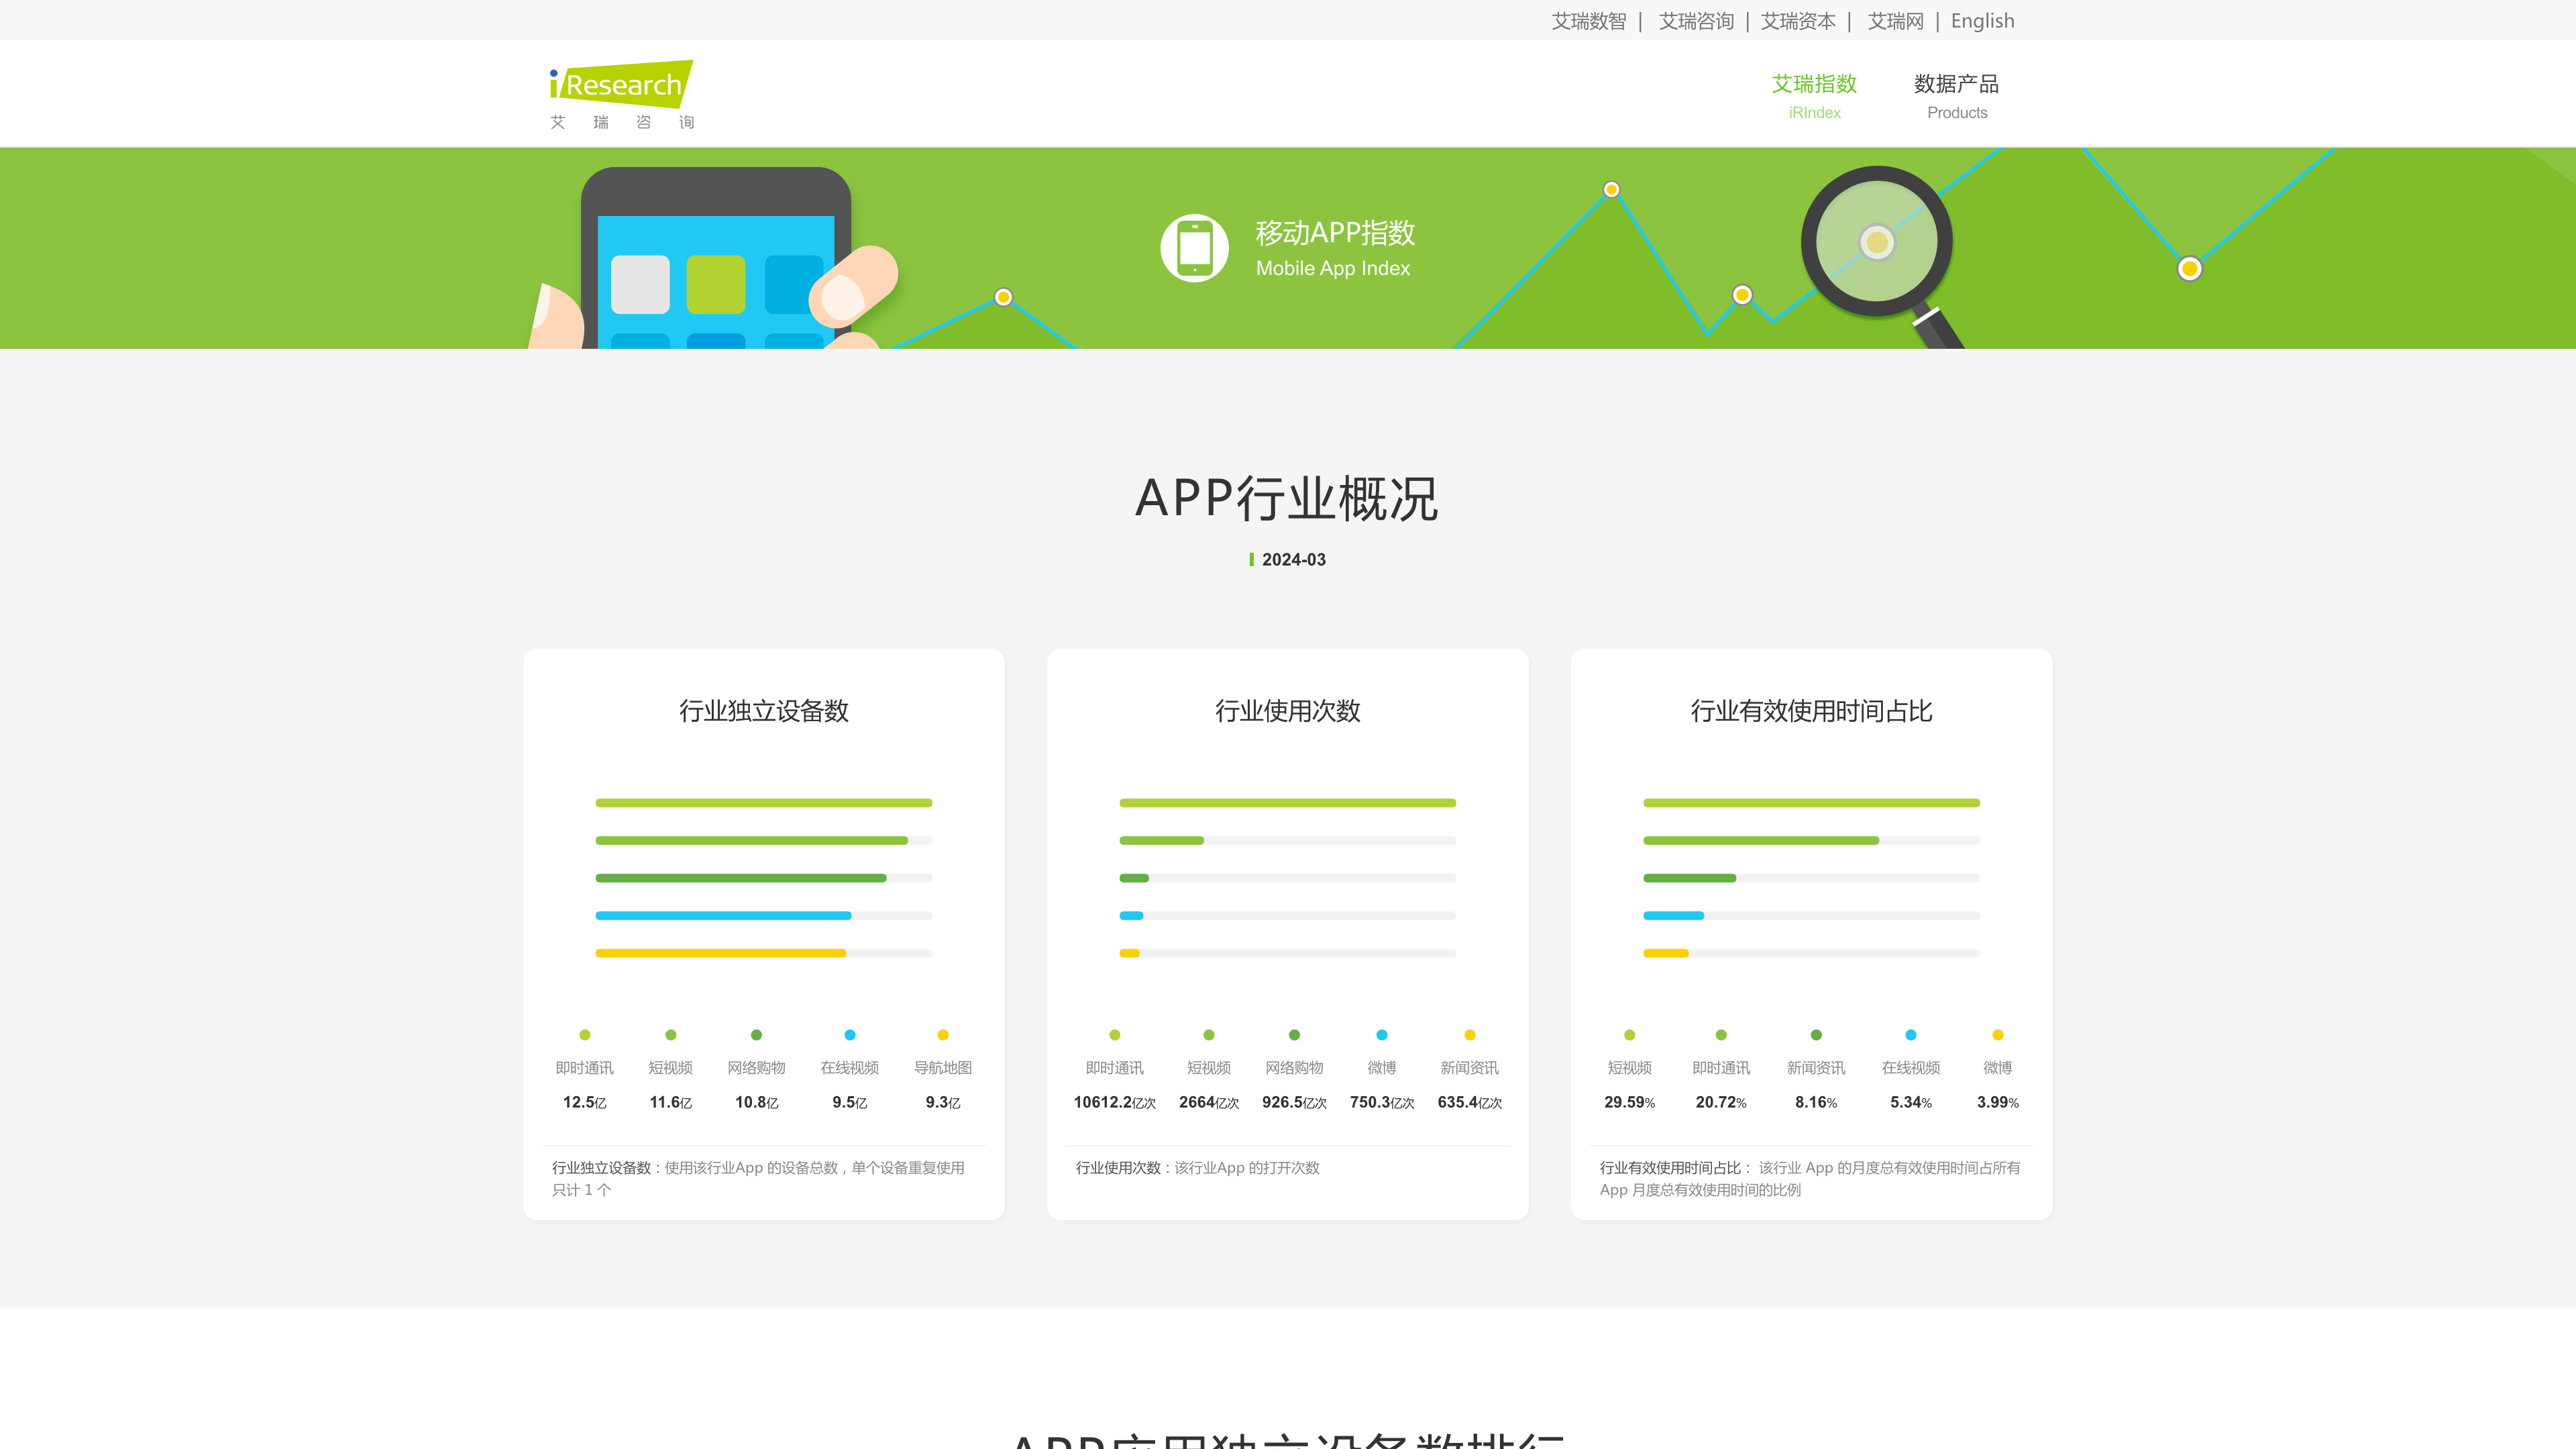 艾瑞数智 | 艾瑞咨询 | 艾瑞资本 | 艾瑞网 | English
iResearch
艾 瑞 咨 询
艾瑞指数
iRIndex
数据产品
Products
移动APP指数
Mobile App Index
APP行业概况
2024-03
行业独立设备数
即时通讯 短视频 网络购物 在线视频 导航地图
12.5亿 11.6亿 10.8亿 9.5亿 9.3亿
行业独立设备数：使用该行业App 的设备总数，单个设备重复使用
只计 1 个
行业使用次数
即时通讯 短视频 网络购物 微博 新闻资讯
10612.2亿次 2664亿次 926.5亿次 750.3亿次 635.4亿次
行业使用次数：该行业App 的打开次数
行业有效使用时间占比
短视频 即时通讯 新闻资讯 在线视频 微博
29.59% 20.72% 8.16% 5.34% 3.99%
行业有效使用时间占比： 该行业 App 的月度总有效使用时间占所有
App 月度总有效使用时间的比例
APP应用独立设备数排行